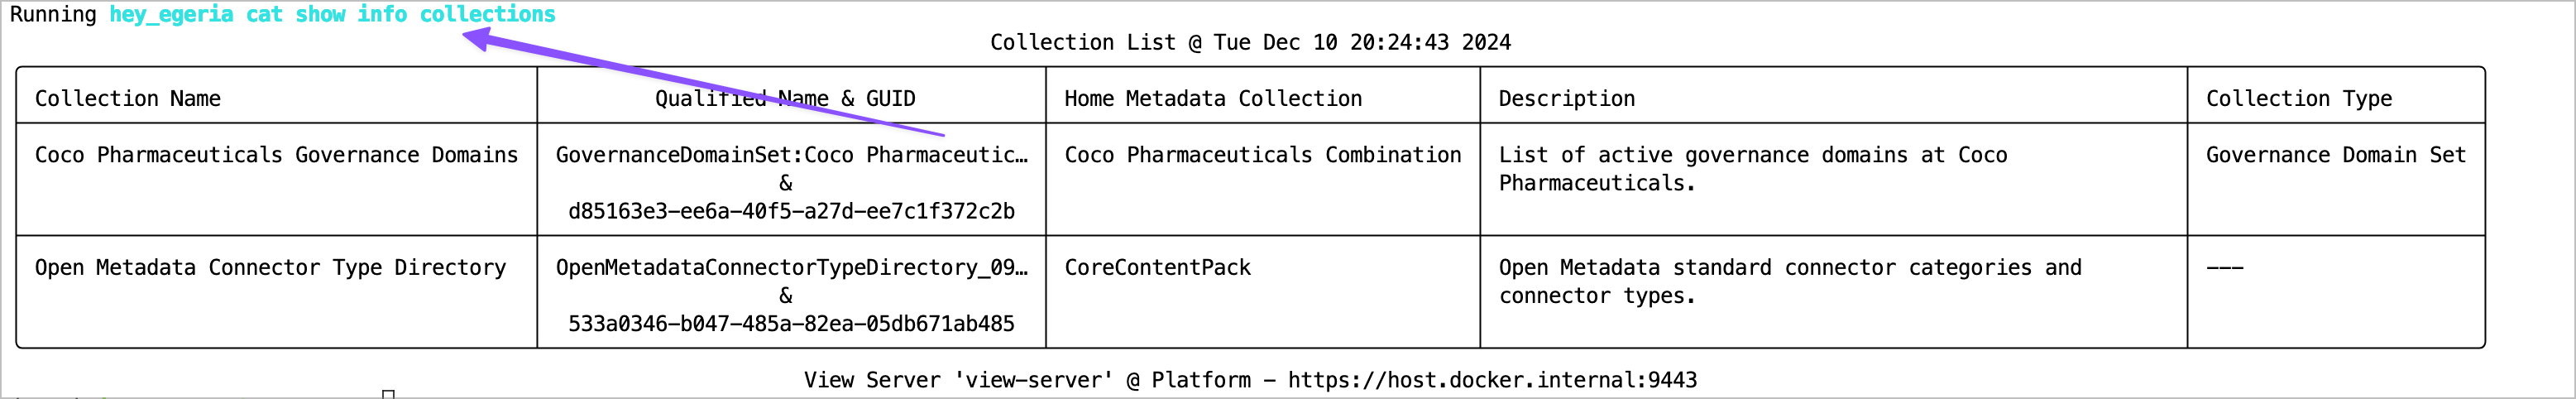 Running hey_egeria cat show info collections
Collection List @ Tue Dec 10 20:24:43 2024
Collection Name Qualified Name & GUID Home Metadata Collection Description Collection Type
Coco Pharmaceuticals Governance Domains GovernanceDomainSet:Coco Pharmaceutic… Coco Pharmaceuticals Combination List of active governance domains at Coco Governance Domain Set
& Pharmaceuticals.
d85163e3-ee6a-40f5-a27d-ee7c1f372c2b
Open Metadata Connector Type Directory OpenMetadataConnectorTypeDirectory_09… CoreContentPack Open Metadata standard connector categories and ---
& connector types.
533a0346-b047-485a-82ea-05db671ab485
View Server 'view-server' @ Platform - https://host.docker.internal:9443